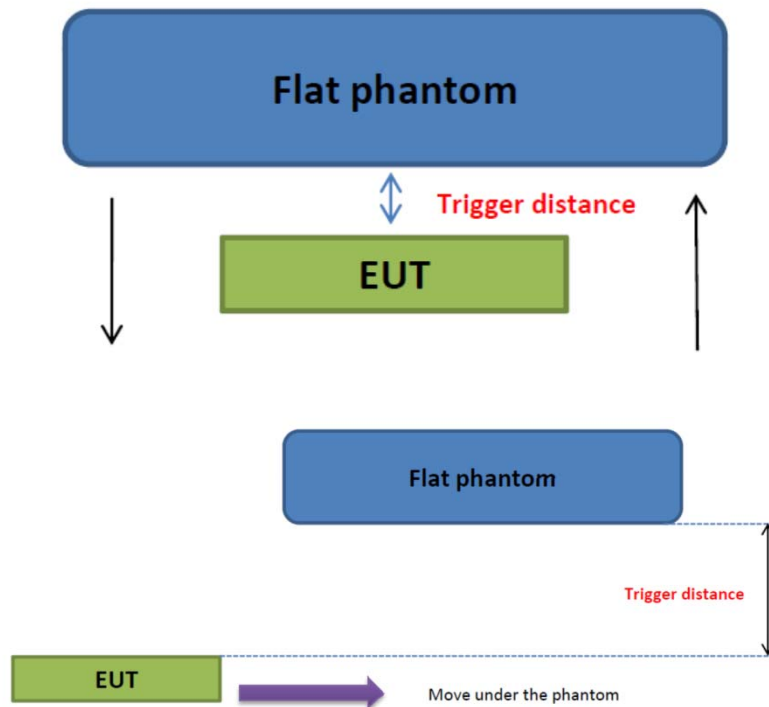 Flat phantom
Trigger distance
EUT
Flat phantom
Trigger distance
EUT
Move under the phantom